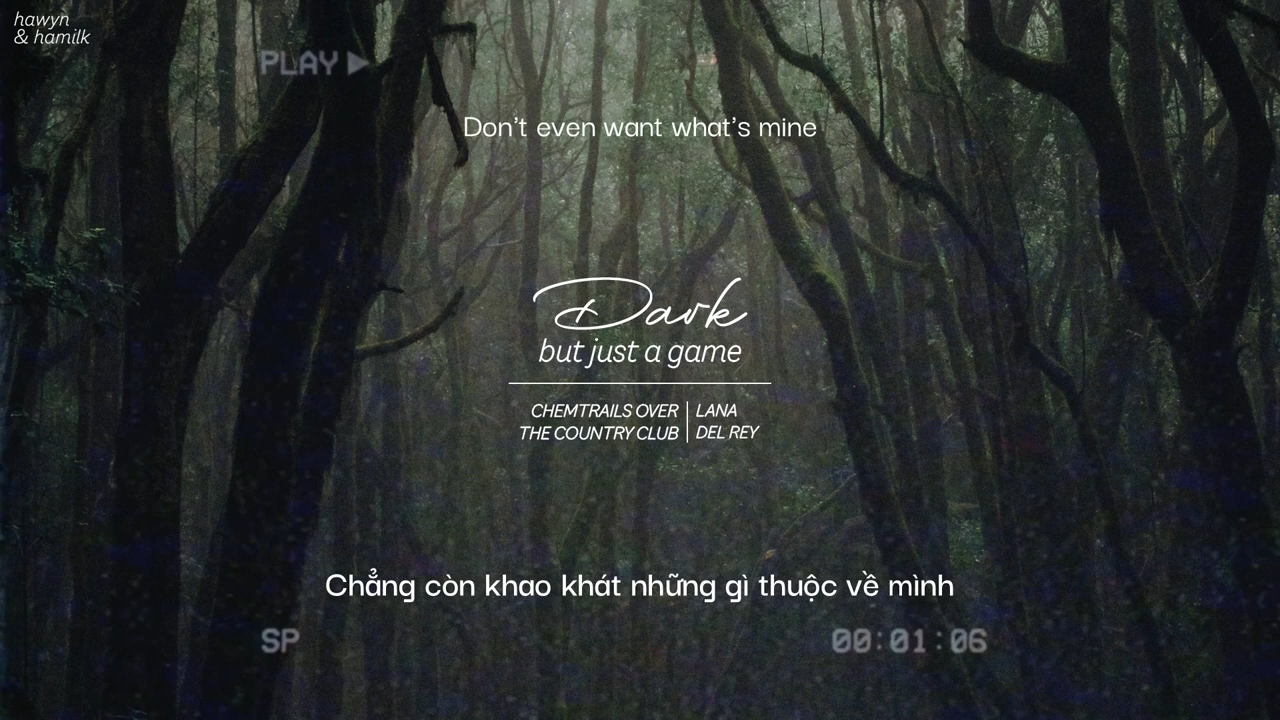 hawyn
& hamilk
PLAY ▶
Don't even want what's mine
Dark
but just a game
CHEMTRAILS OVER
THE COUNTRY CLUB
LANA
DEL REY
Chẳng còn khao khát những gì thuộc về mình
SP
00:01:06